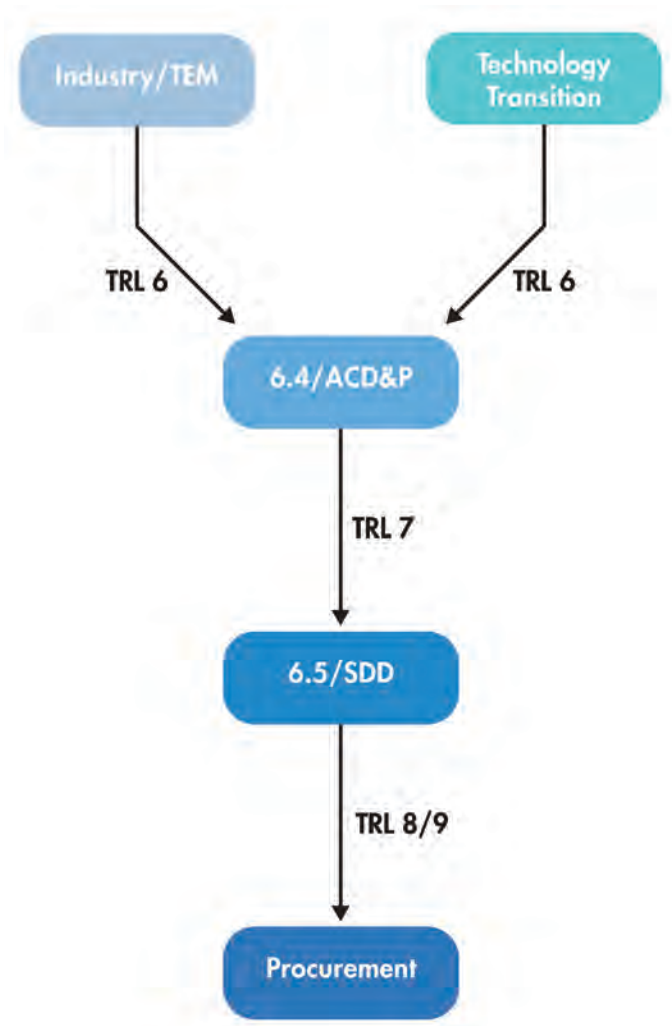 Industry/TEM
Technology
Transition
TRL 6
TRL 6
6.4/ACD&P
TRL 7
6.5/SDD
TRL 8/9
Procurement